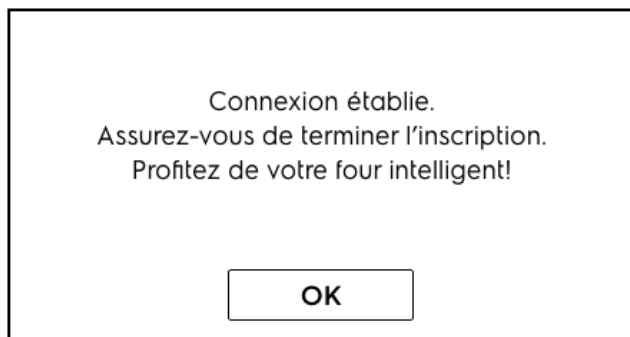 Connexion établie.
Assurez-vous de terminer l'inscription.
Profitez de votre four intelligent!
OK